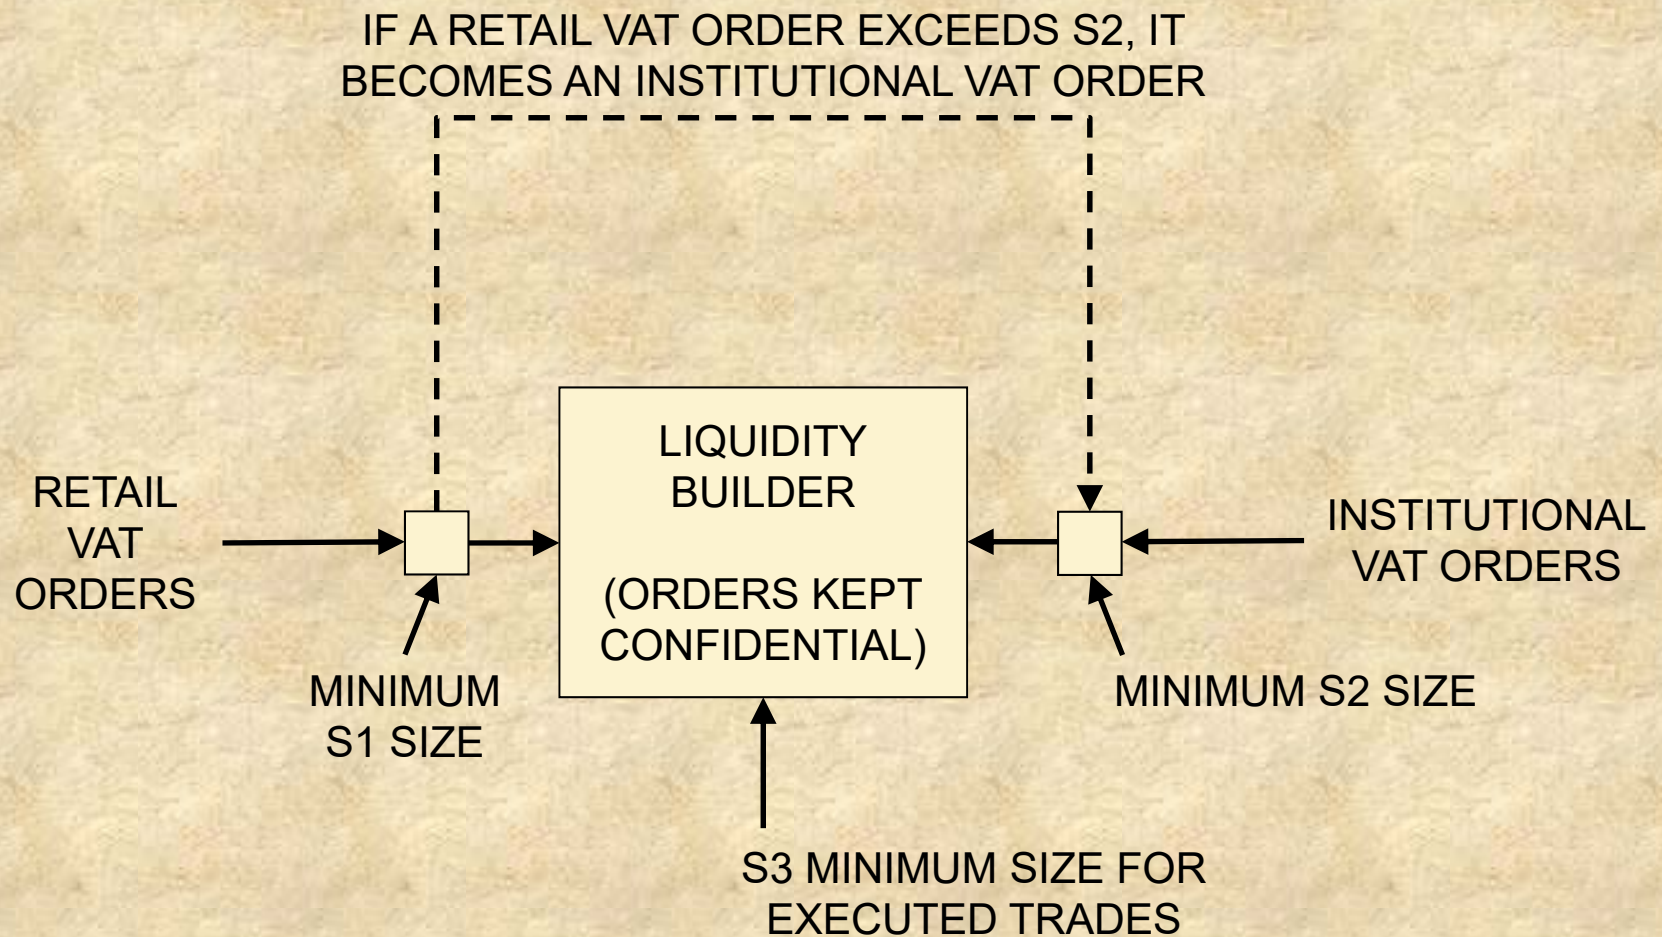 IF A RETAIL VAT ORDER EXCEEDS S2, IT
BECOMES AN INSTITUTIONAL VAT ORDER
LIQUIDITY
BUILDER
(ORDERS KEPT
CONFIDENTIAL)
RETAIL
VAT
ORDERS
INSTITUTIONAL
VAT ORDERS
MINIMUM
S1 SIZE
MINIMUM S2 SIZE
S3 MINIMUM SIZE FOR
EXECUTED TRADES